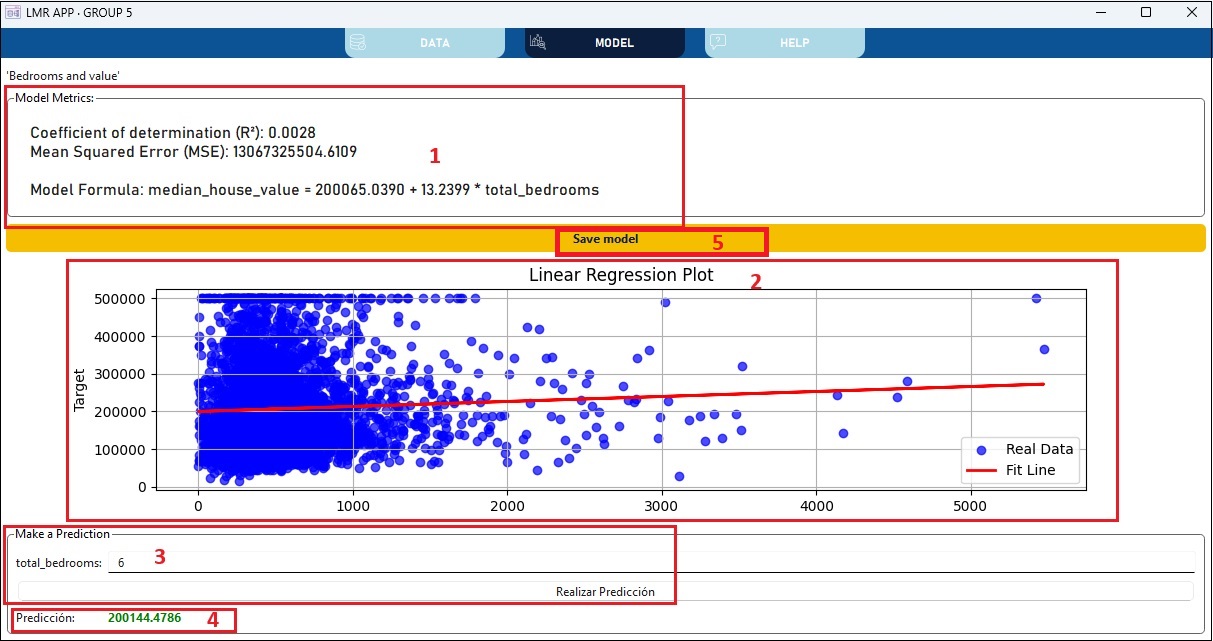 LMR APP · GROUP 5
DATA MODEL HELP
'Bedrooms and value'
Model Metrics:
Coefficient of determination (R²): 0.0028
Mean Squared Error (MSE): 13067325504.6109
1
Model Formula: median_house_value = 200065.0390 + 13.2399 * total_bedrooms
Save model 5
Linear Regression Plot 2
Target
500000
400000
300000
200000
100000
0
Real Data
Fit Line
0 1000 2000 3000 4000 5000
Make a Prediction
total_bedrooms: 6 3
Realizar Predicción
Predicción: 200144.4786 4